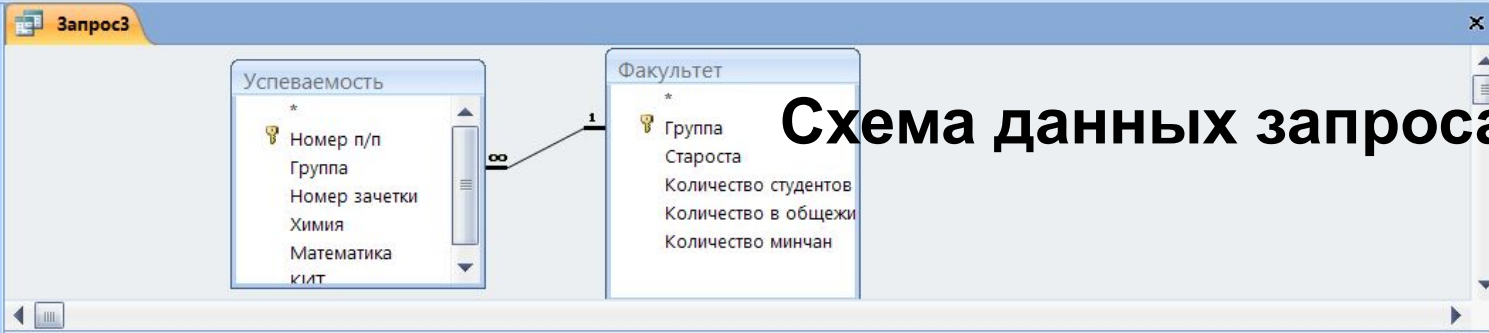 Запрос3
Успеваемость
*
Номер п/п
Группа
Номер зачетки
Химия
Математика
КИТ
∞
1
Факультет
*
Группа
Староста
Количество студентов
Количество в общежи
Количество минчан
Схема данных запроса